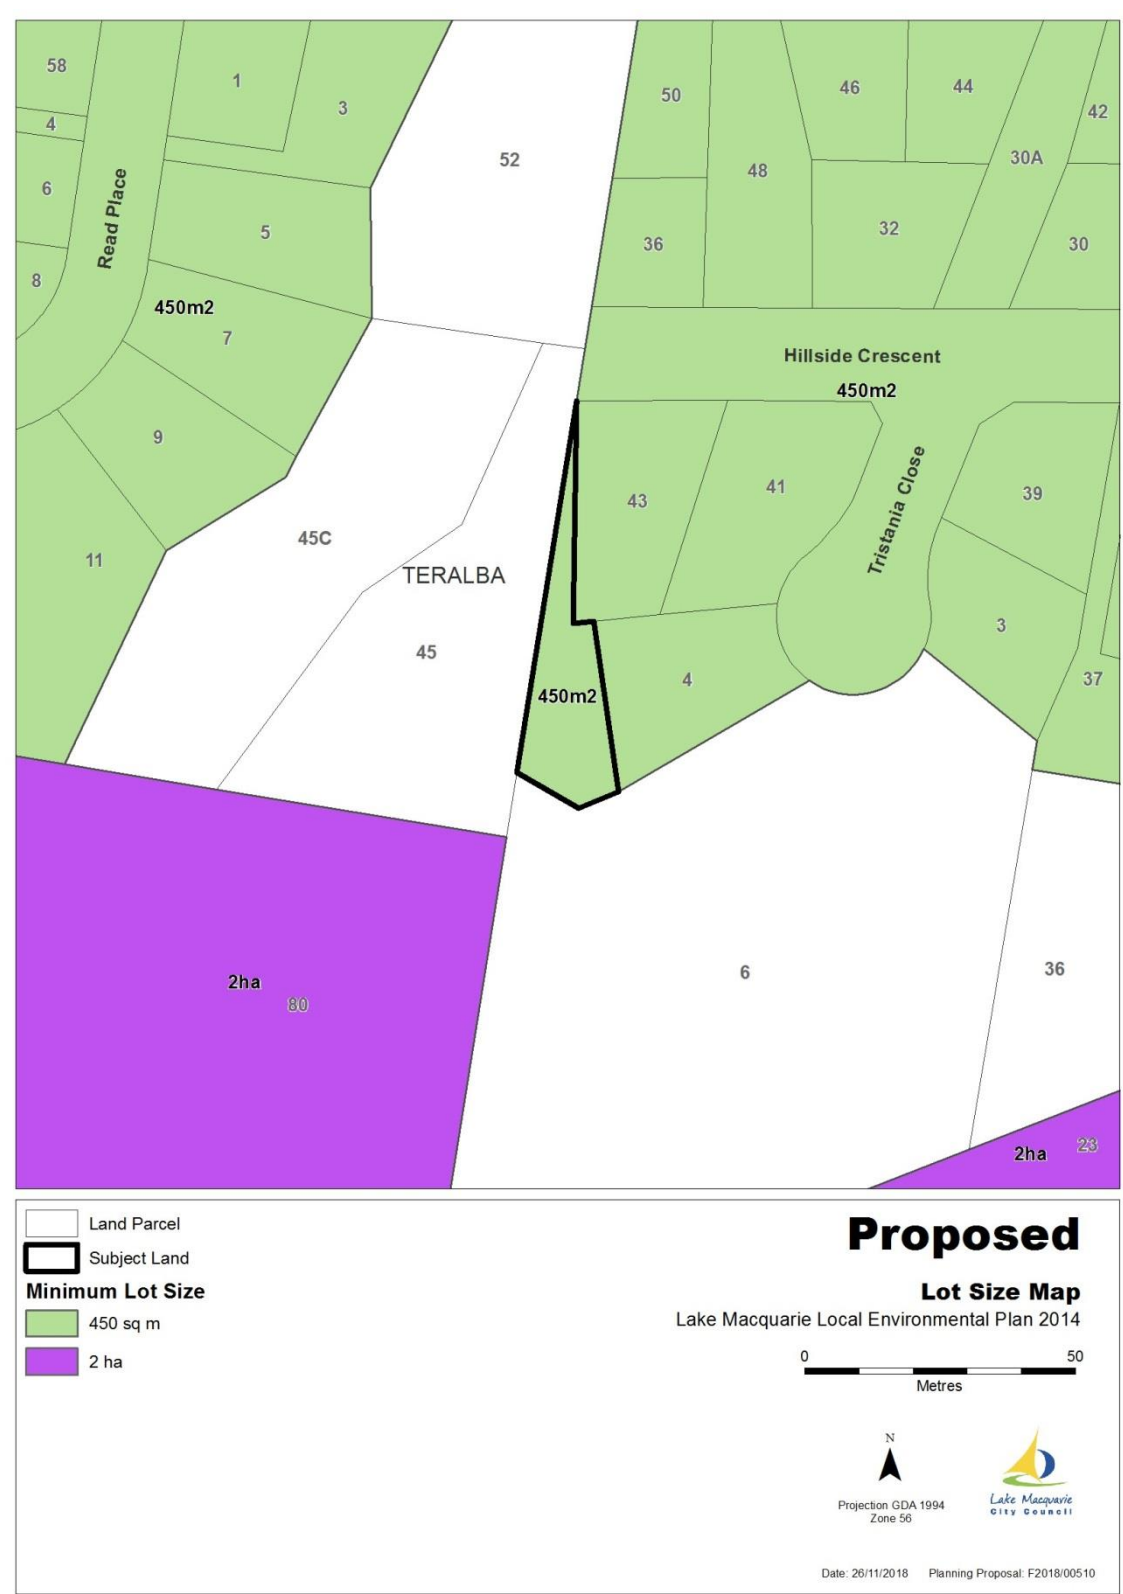 58
1
3
50
46
44
42
4
52
48
30A
6
Read Place
5
36
32
30
8
450m2
7
Hillside Crescent
450m2
9
43
41
Tristania Close
39
45C
11
TERALBA
45
3
4
37
450m2
6
36
2ha
80
2ha
23
Land Parcel
Subject Land
Minimum Lot Size
450 sq m
2 ha
Proposed
Lot Size Map
Lake Macquarie Local Environmental Plan 2014
0 50
Metres
N
Projection GDA 1994
Zone 56
Lake Macquarie
City Council
Date: 26/11/2018 Planning Proposal: F2018/00510